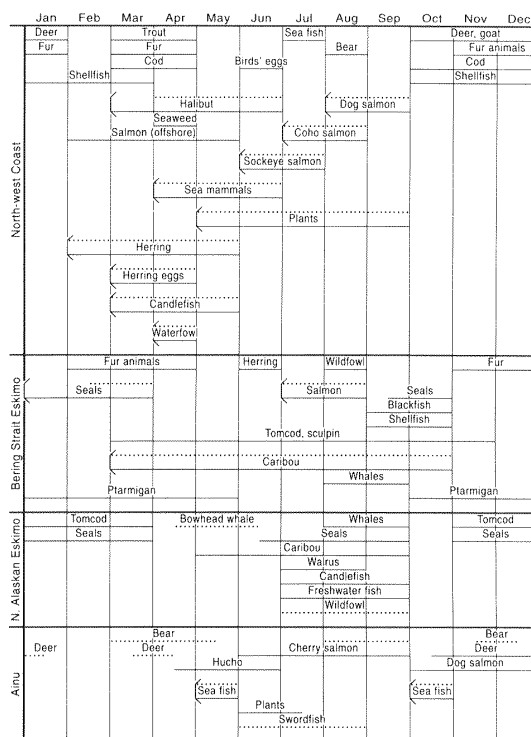 Jan Feb Mar Apr May Jun Jul Aug Sep Oct Nov Dec
North-west Coast
Deer Trout Sea fish Deer, goat
Fur Fur Bear Fur animals
Cod Birds' eggs Cod
Shellfish Shellfish
Halibut Dog salmon
Seaweed
Salmon (offshore) Coho salmon
Sockeye salmon
Sea mammals
Plants
Herring
Herring eggs
Candlefish
Waterfowl
Bering Strait Eskimo
Fur animals Herring Wildfowl Fur
Seals Salmon Seals
Blackfish
Shellfish
Tomcod, sculpin
Caribou
Whales
Ptarmigan Ptarmigan
N. Alaskan Eskimo
Tomcod Bowhead whale Whales Tomcod
Seals Seals Seals
Caribou
Walrus
Candlefish
Freshwater fish
Wildfowl
Ainu
Bear Bear
Deer Deer Cherry salmon Deer
Hucho Dog salmon
Sea fish Sea fish
Plants
Swordfish